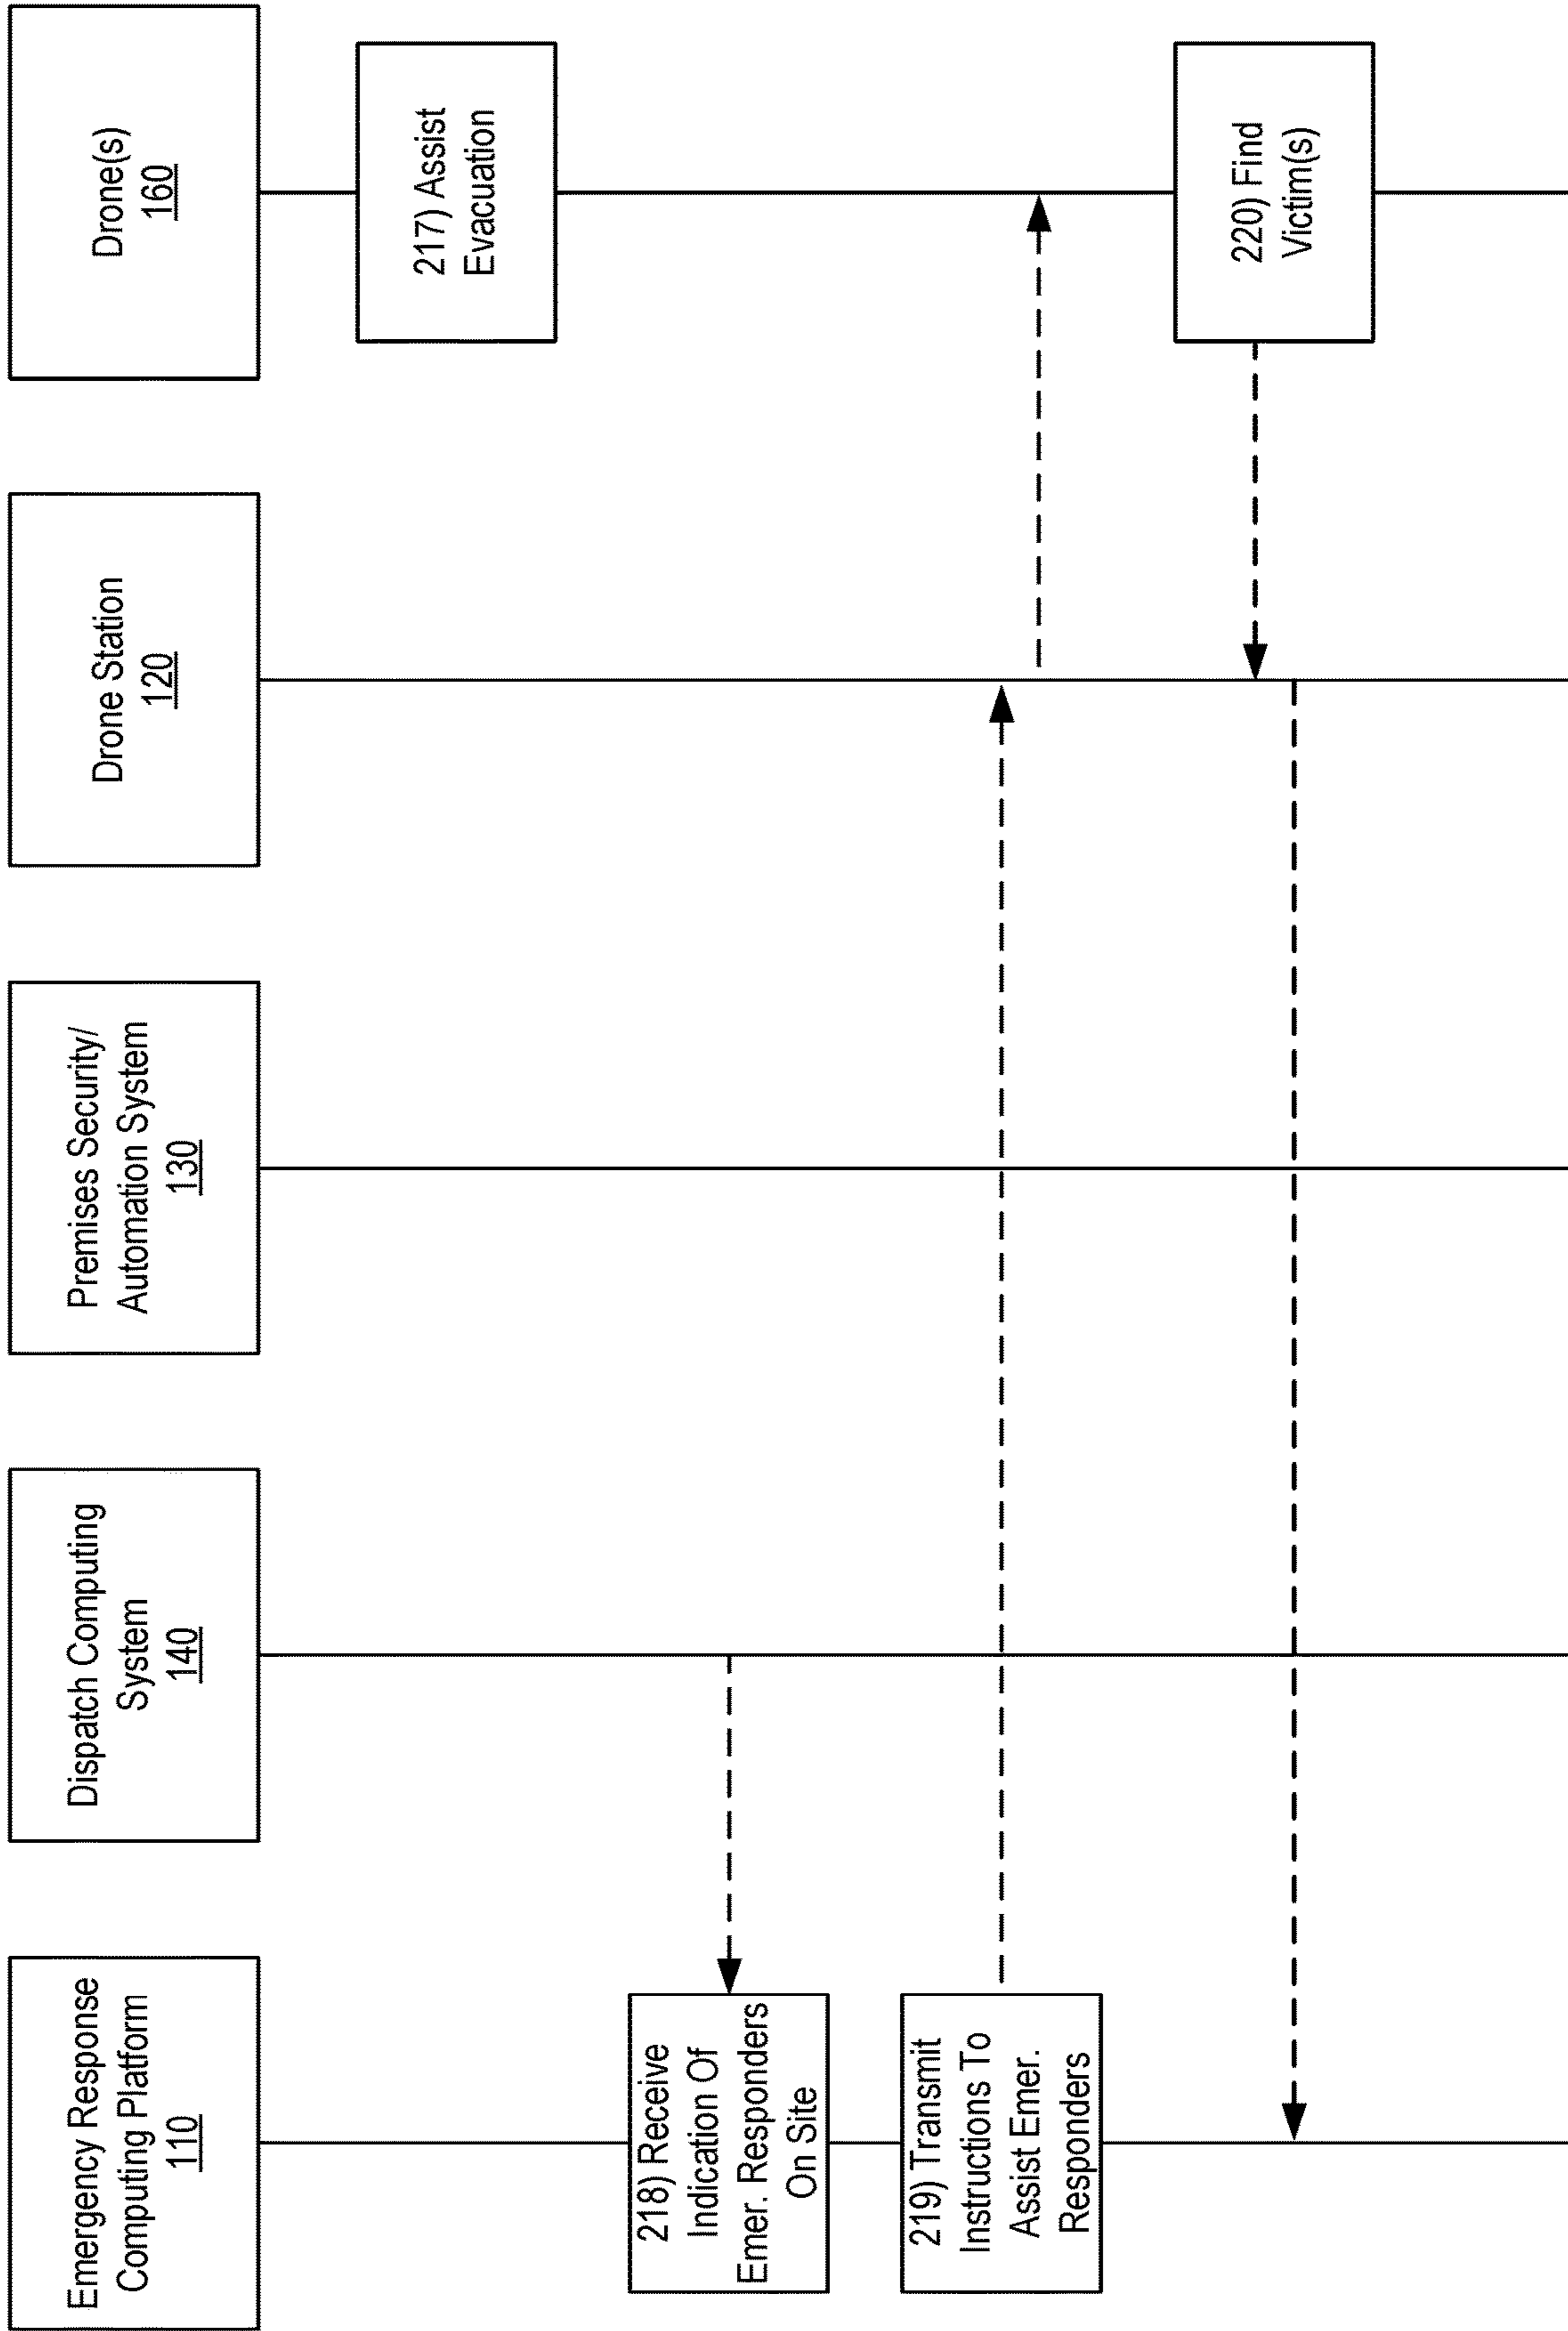 Emergency Response
Computing Platform
110
Dispatch Computing
System
140
Premises Security/
Automation System
130
Drone Station
120
Drone(s)
160
217) Assist
Evacuation
218) Receive
Indication Of
Emer. Responders
On Site
219) Transmit
Instructions To
Assist Emer.
Responders
220) Find
Victim(s)